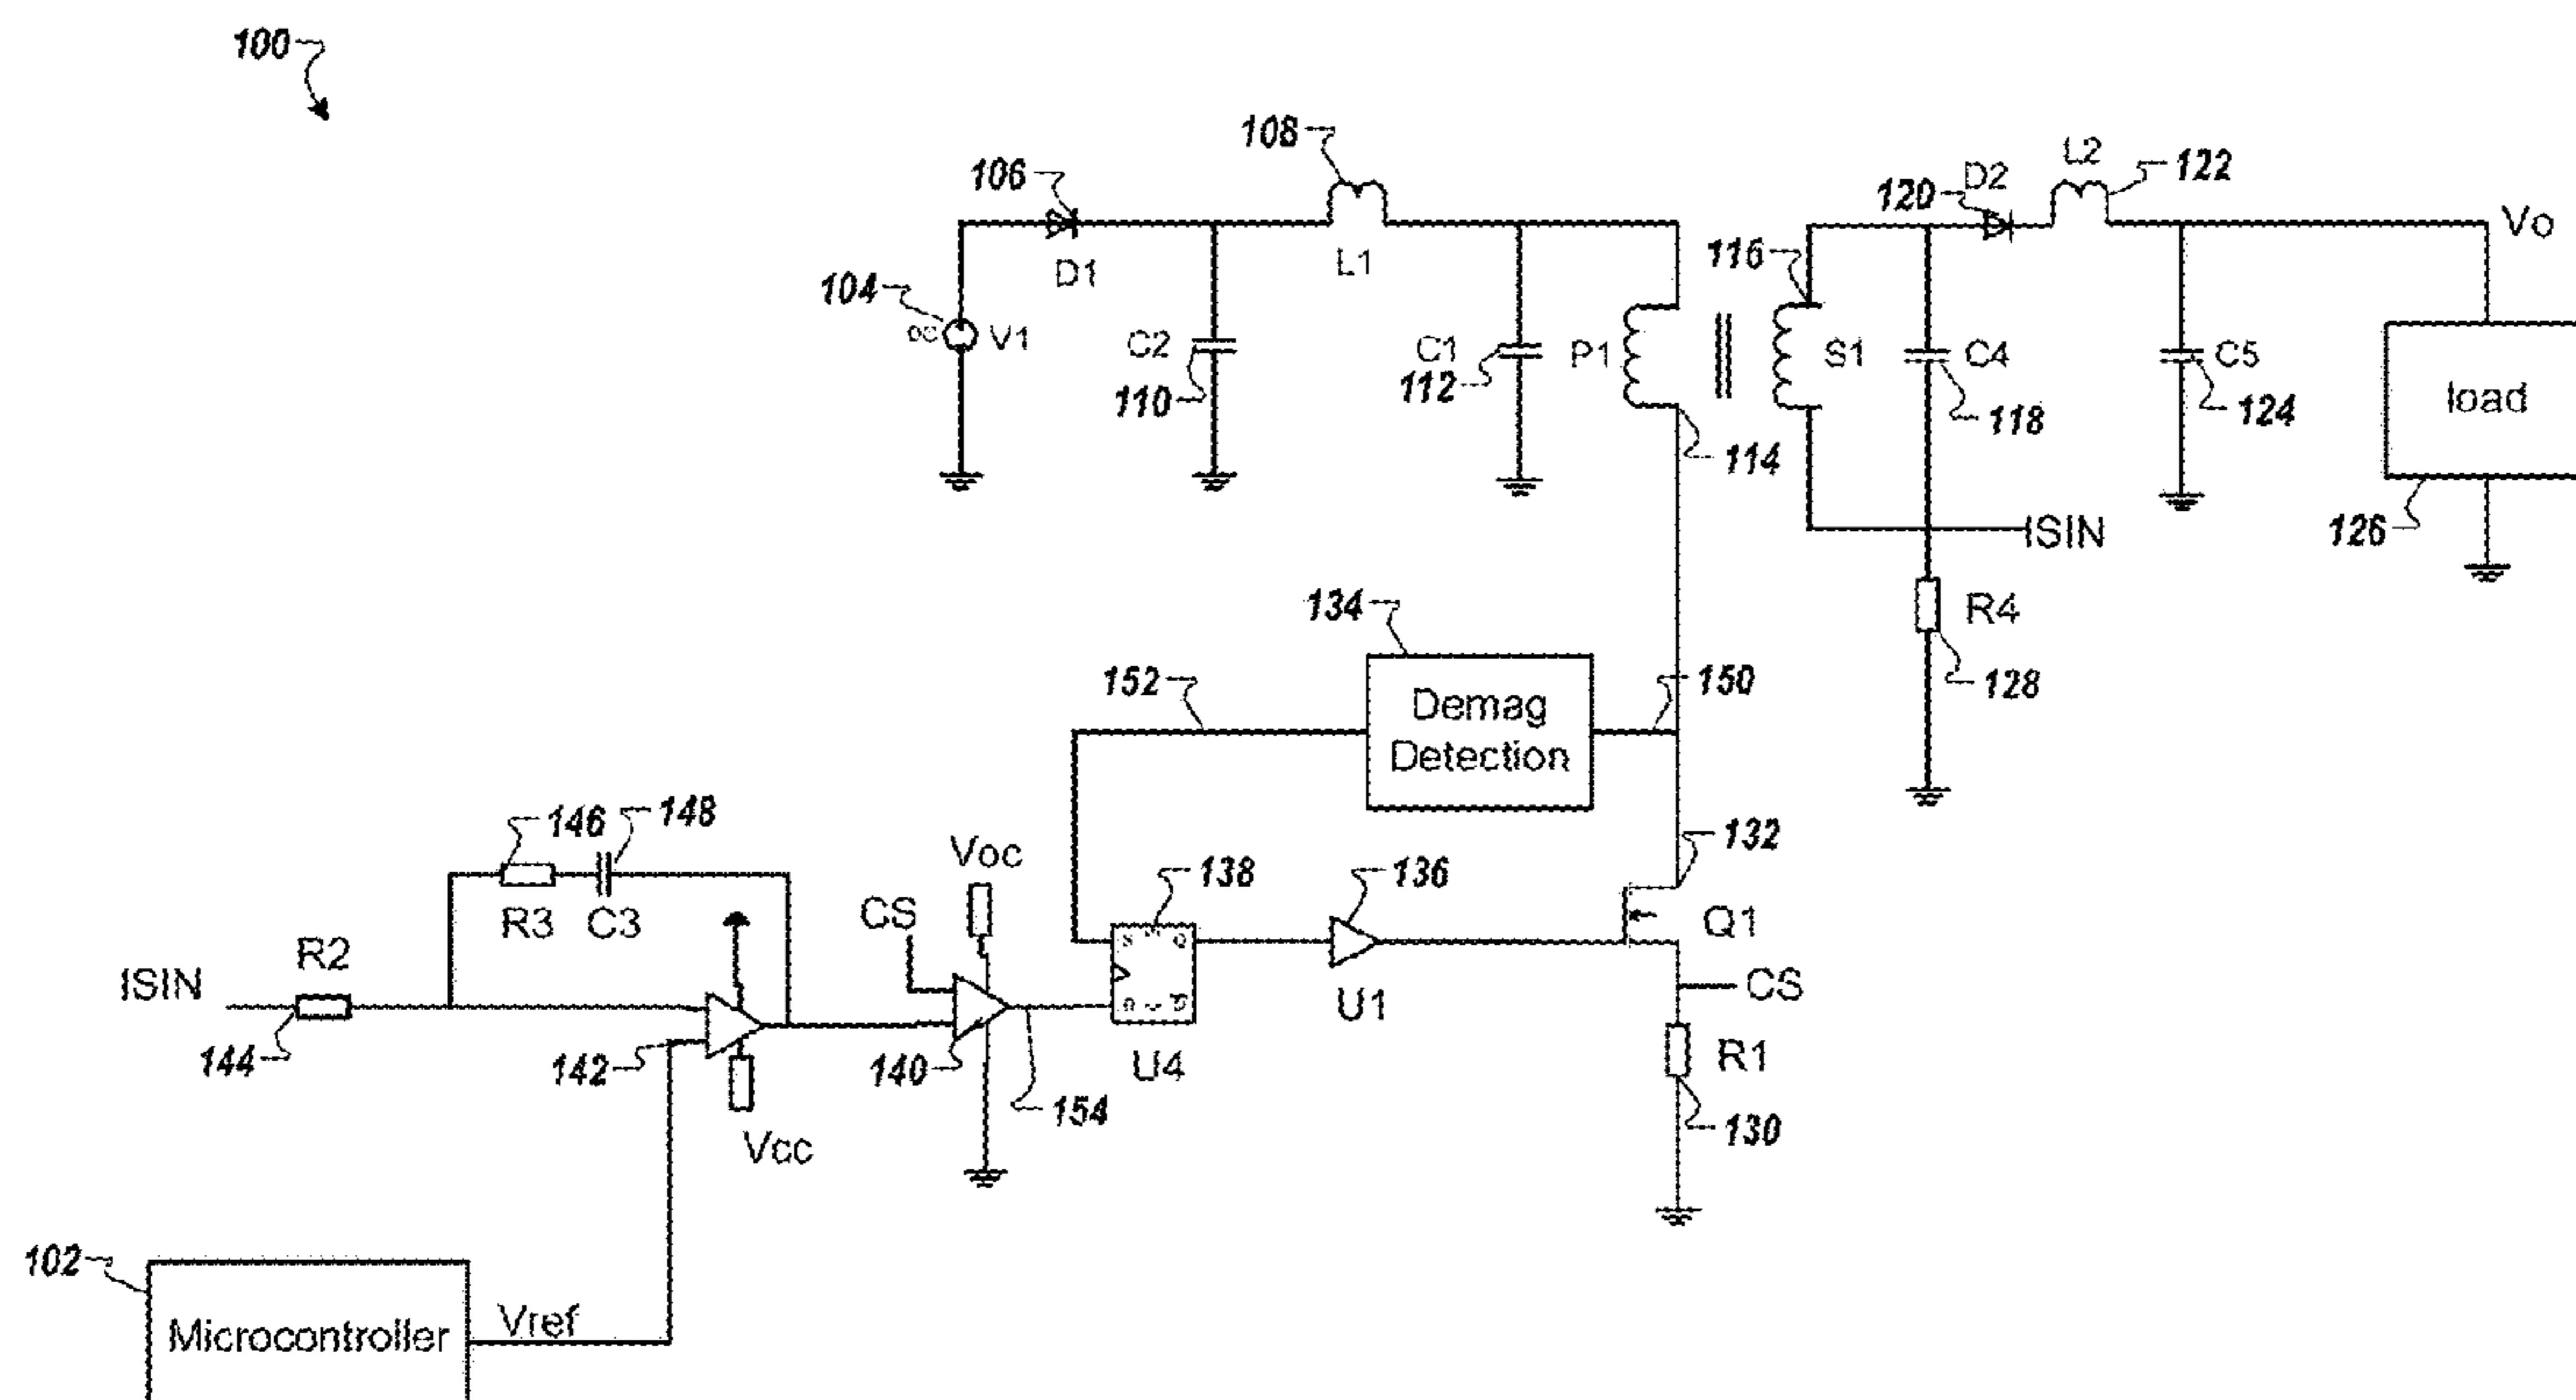 100
108
106
D1
L1
104
DC
V1
C2
110
C1
112
P1
114
116
S1
120
D2
L2
122
Vo
C4
118
C5
124
load
126
ISIN
R4
128
134
Demag
Detection
150
152
132
Q1
CS
R1
130
146
148
R3
C3
ISIN
R2
144
142
Vcc
CS
Voc
140
154
138
S
Q
R
U4
136
U1
102
Microcontroller
Vref